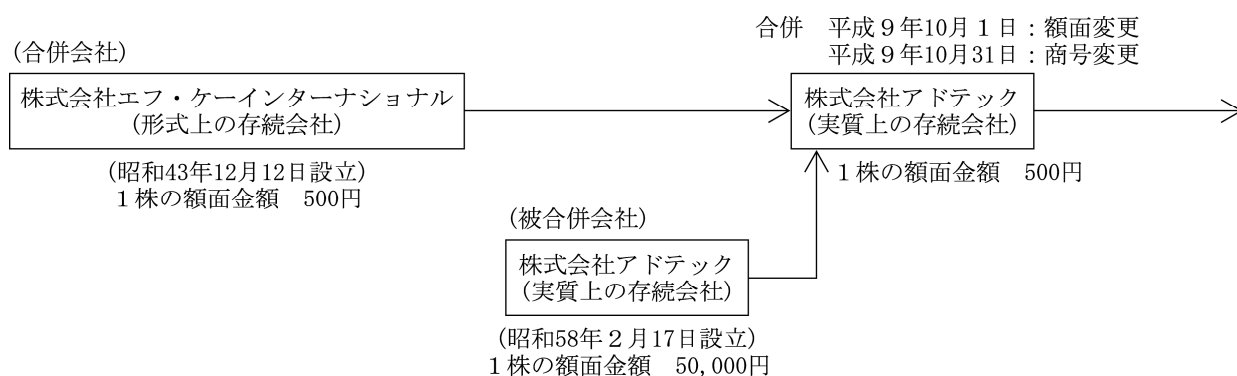 合併　平成９年10月１日：額面変更
平成９年10月31日：商号変更
(合併会社)
株式会社エフ・ケーインターナショナル
(形式上の存続会社)
(昭和43年12月12日設立)
１株の額面金額　500円
株式会社アドテック
(実質上の存続会社)
１株の額面金額　500円
(被合併会社)
株式会社アドテック
(実質上の存続会社)
(昭和58年２月17日設立)
１株の額面金額　50,000円